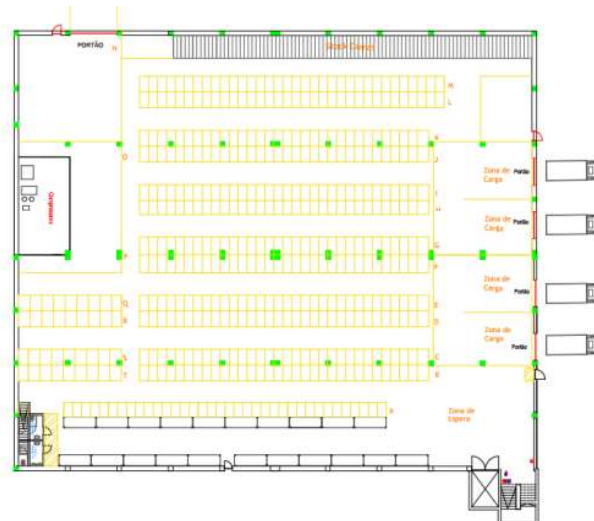 PORTÃO
N
Stock
M
L
K
J
O
Zona de
Carga
Portão
I
H
Zona de
Carga
Portão
G
P
F
Zona de
Carga
Portão
Q
E
R
D
Zona de
Carga
Portão
S
C
T
B
A
Zona de
Espera